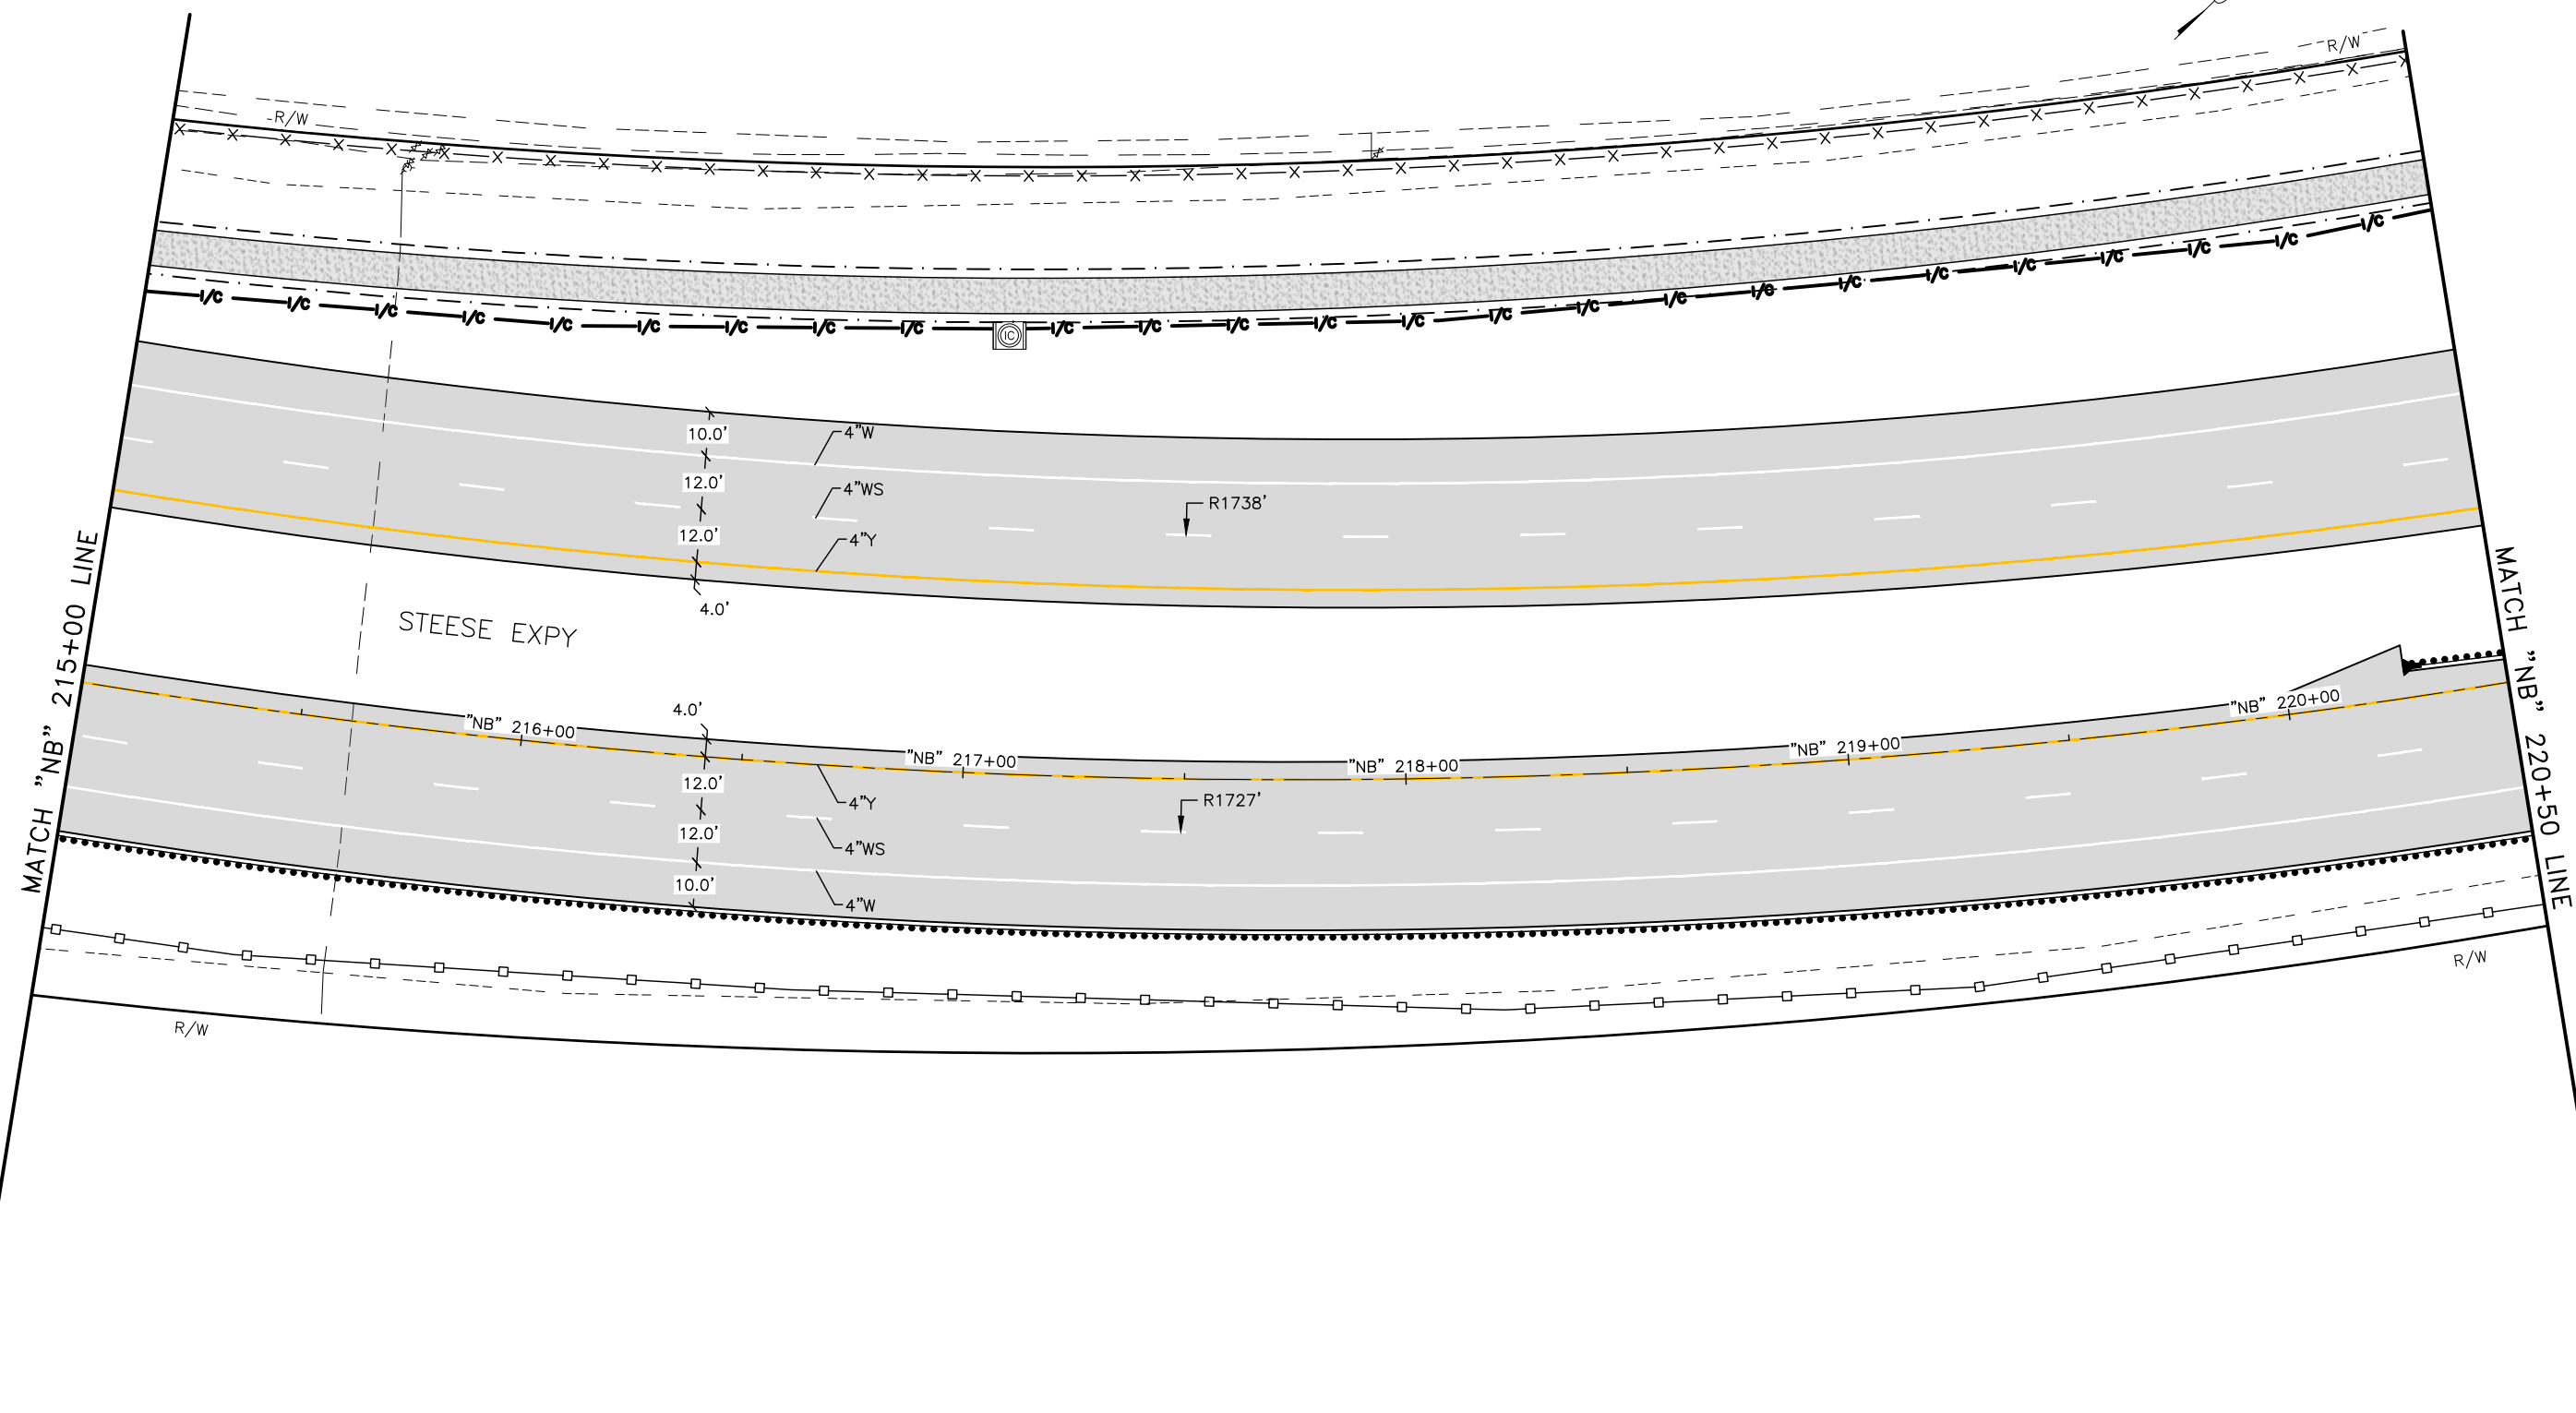 R/W
R/W
I/C I/C I/C I/C I/C I/C I/C I/C I/C I/C I/C I/C I/C I/C I/C I/C I/C I/C I/C I/C I/C I/C I/C I/C I/C
IC
10.0'
4"W
12.0'
4"WS
R1738'
12.0'
4"Y
4.0'
STEESE EXPY
MATCH "NB" 215+00 LINE
MATCH "NB" 220+50 LINE
4.0'
"NB" 216+00
"NB" 217+00
"NB" 218+00
"NB" 219+00
"NB" 220+00
12.0'
4"Y
R1727'
12.0'
4"WS
10.0'
4"W
R/W
R/W